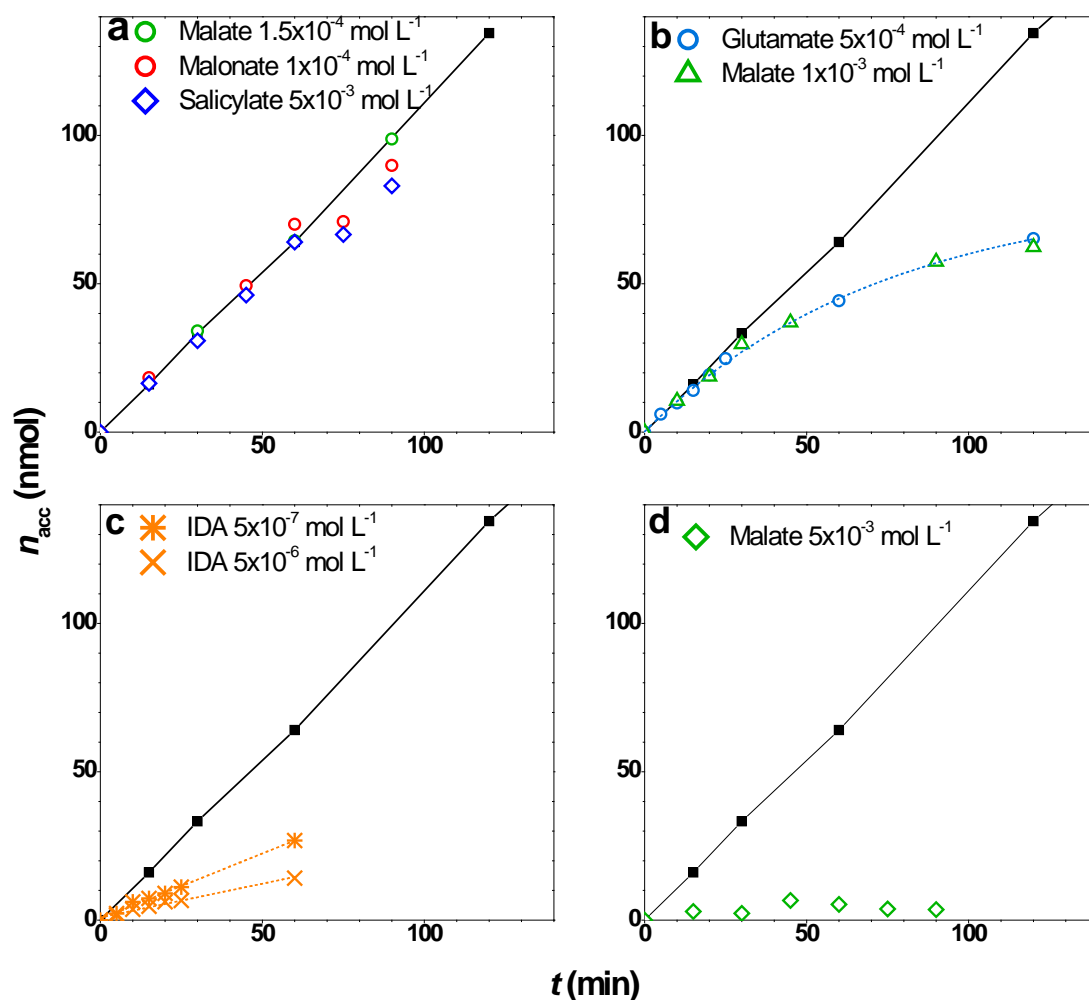 a
Malate 1.5x10⁻⁴ mol L⁻¹
Malonate 1x10⁻⁴ mol L⁻¹
Salicylate 5x10⁻³ mol L⁻¹
100
50
0
0 50 100
b
Glutamate 5x10⁻⁴ mol L⁻¹
Malate 1x10⁻³ mol L⁻¹
100
50
0
0 50 100
c
IDA 5x10⁻⁷ mol L⁻¹
IDA 5x10⁻⁶ mol L⁻¹
100
50
0
0 50 100
d
Malate 5x10⁻³ mol L⁻¹
100
50
0
0 50 100
n_acc (nmol)
t (min)